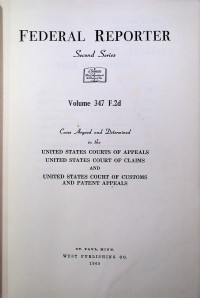 FEDERAL REPORTER
Second Series
Volume 347 F.2d
Cases Argued and Determined
in the
UNITED STATES COURTS OF APPEALS
UNITED STATES COURT OF CLAIMS
AND
UNITED STATES COURT OF CUSTOMS
AND PATENT APPEALS
ST. PAUL, MINN.
WEST PUBLISHING CO.
1965